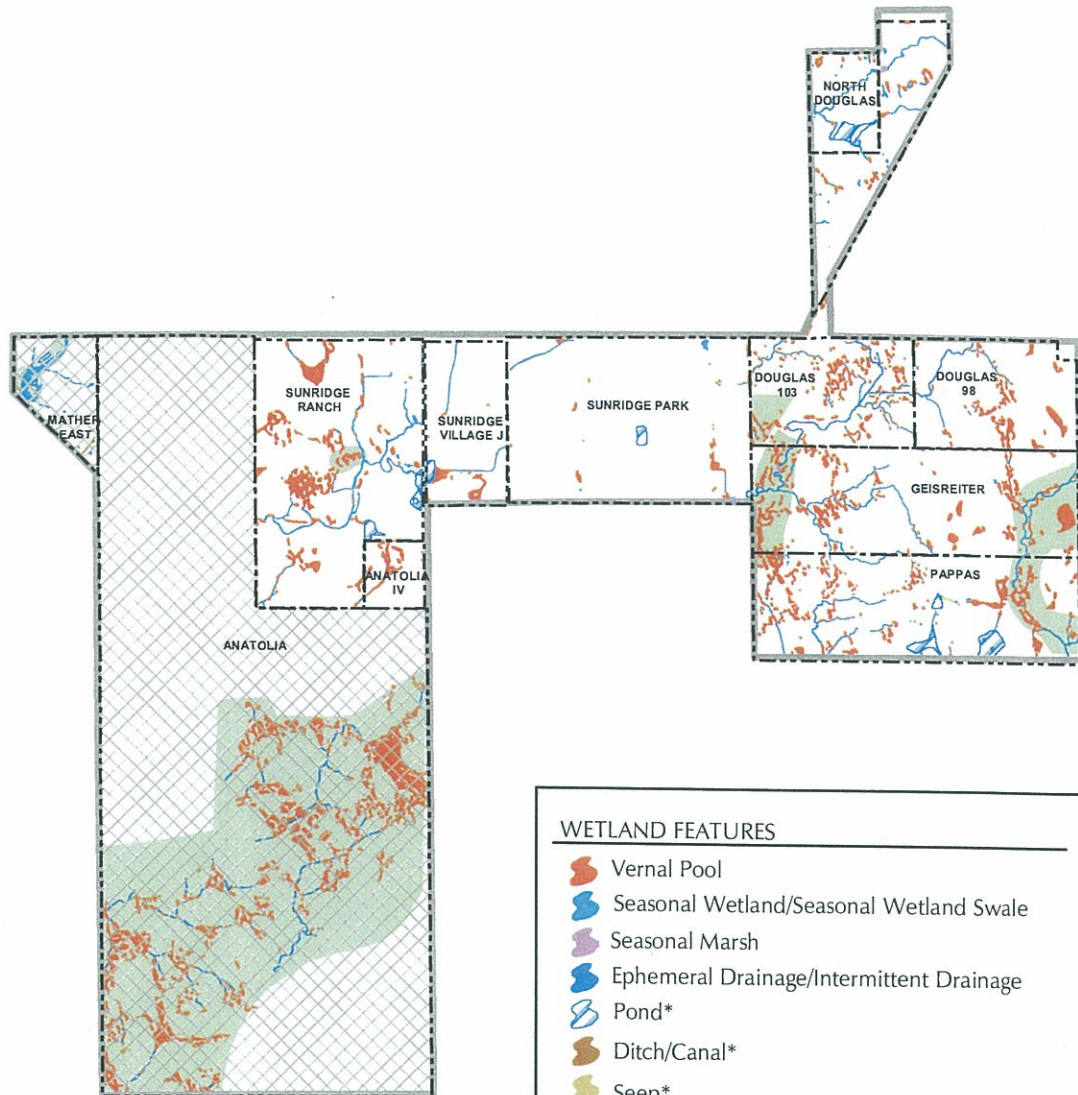 NORTH
DOUGLAS
MATHER
EAST
SUNRIDGE
RANCH
SUNRIDGE
VILLAGE J
SUNRIDGE PARK
DOUGLAS
103
DOUGLAS
98
GEISREITER
PAPPAS
ANATOLIA
IV
ANATOLIA
WETLAND FEATURES
Vernal Pool
Seasonal Wetland/Seasonal Wetland Swale
Seasonal Marsh
Ephemeral Drainage/Intermittent Drainage
Pond*
Ditch/Canal*
Seep*